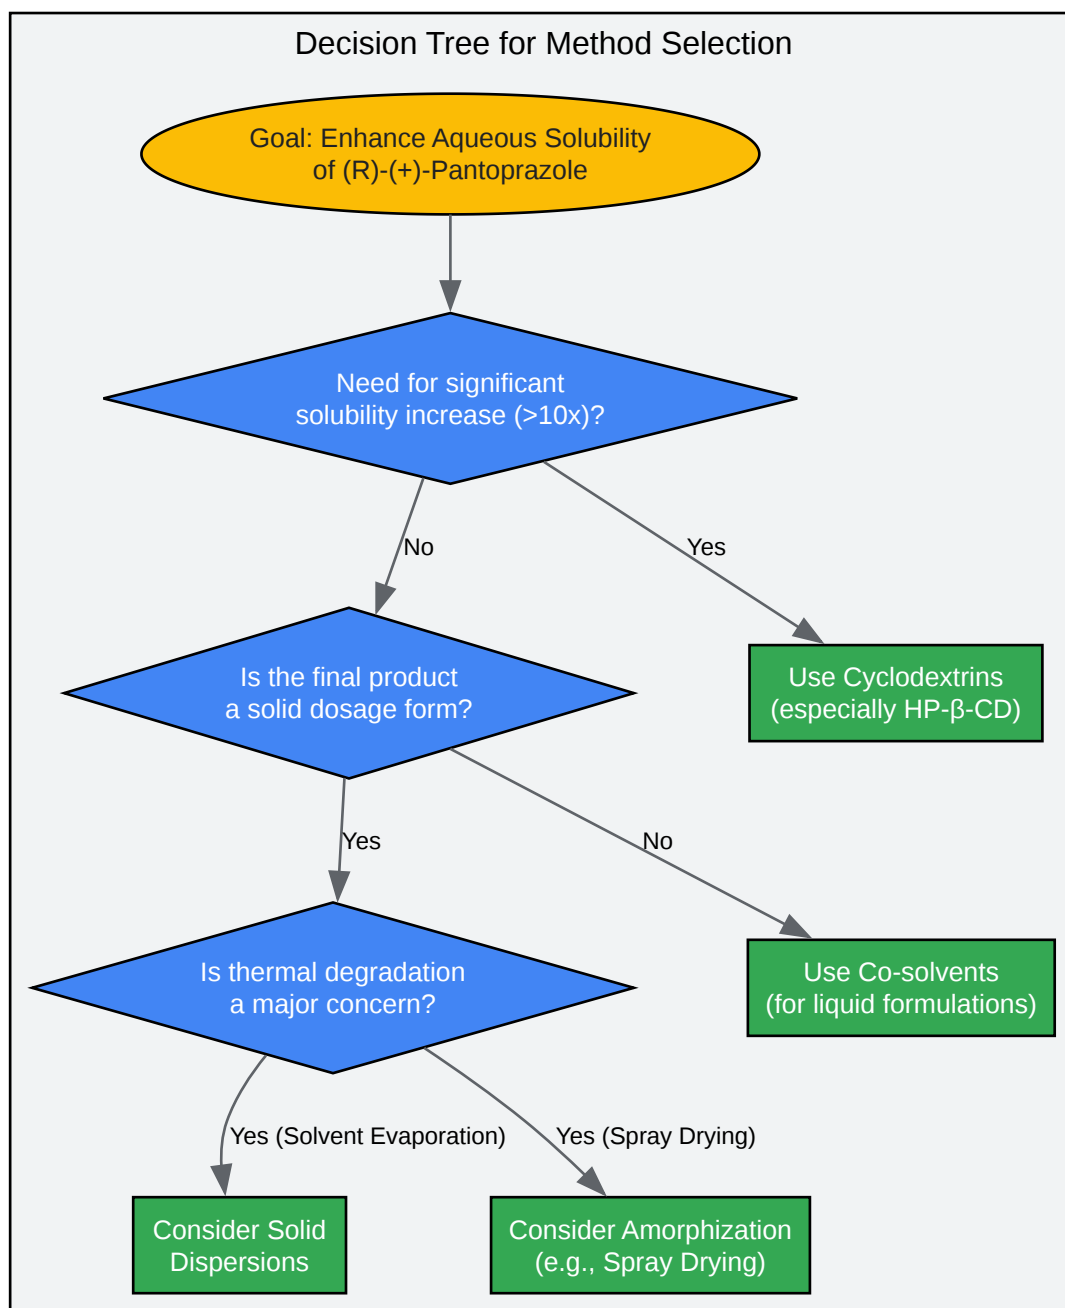 Decision Tree for Method Selection
Goal: Enhance Aqueous Solubility
of (R)-(+)-Pantoprazole
Need for significant
solubility increase (>10x)?
No
Yes
Is the final product
a solid dosage form?
Use Cyclodextrins
(especially HP-β-CD)
Yes
No
Is thermal degradation
a major concern?
Use Co-solvents
(for liquid formulations)
Yes (Solvent Evaporation)
Yes (Spray Drying)
Consider Solid
Dispersions
Consider Amorphization
(e.g., Spray Drying)